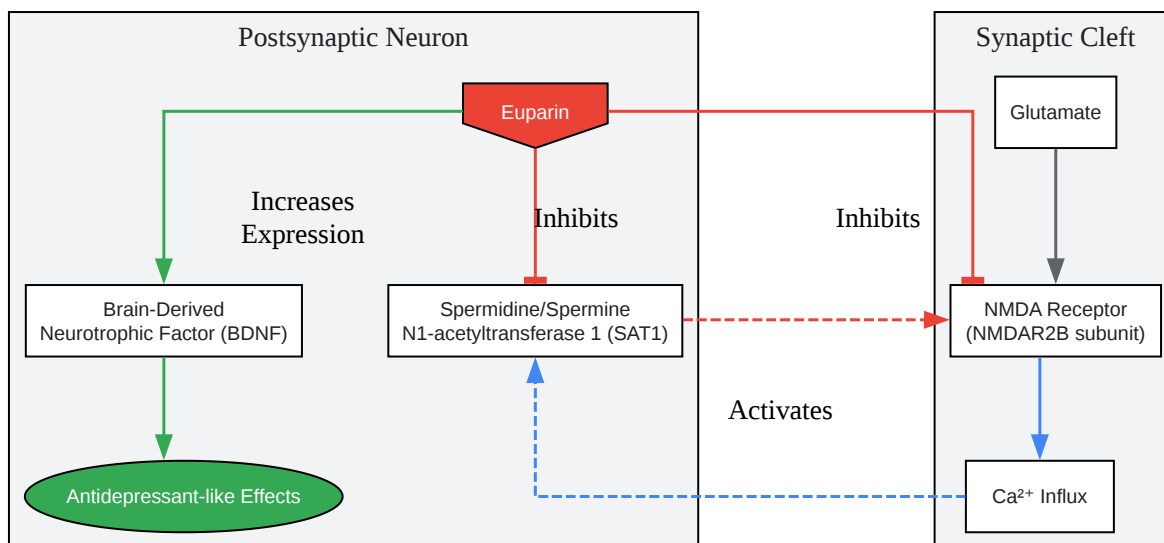 Postsynaptic Neuron
Synaptic Cleft
Euparin
Glutamate
Increases
Expression
Inhibits
Inhibits
Brain-Derived
Neurotrophic Factor (BDNF)
Spermidine/Spermine
N1-acetyltransferase 1 (SAT1)
NMDA Receptor
(NMDAR2B subunit)
Activates
Antidepressant-like Effects
Ca²⁺ Influx